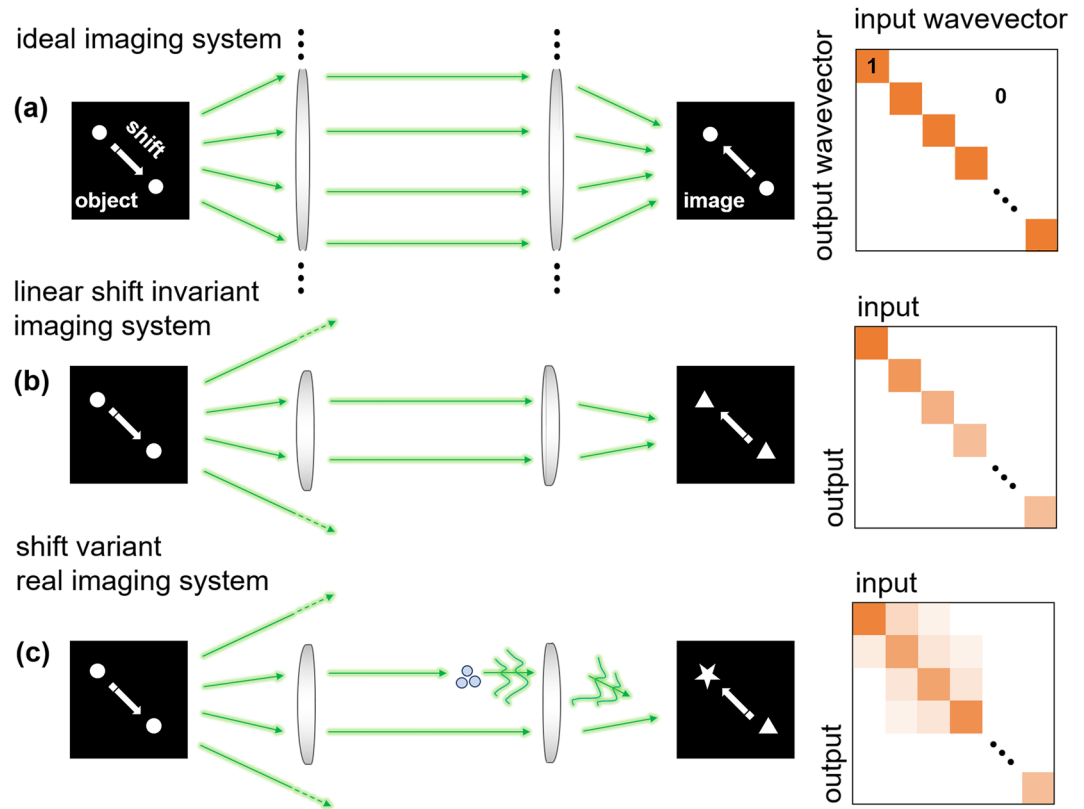 ideal imaging system
(a)
shift
object
image
input wavevector
output wavevector
1
0
linear shift invariant
imaging system
(b)
input
output
shift variant
real imaging system
(c)
input
output